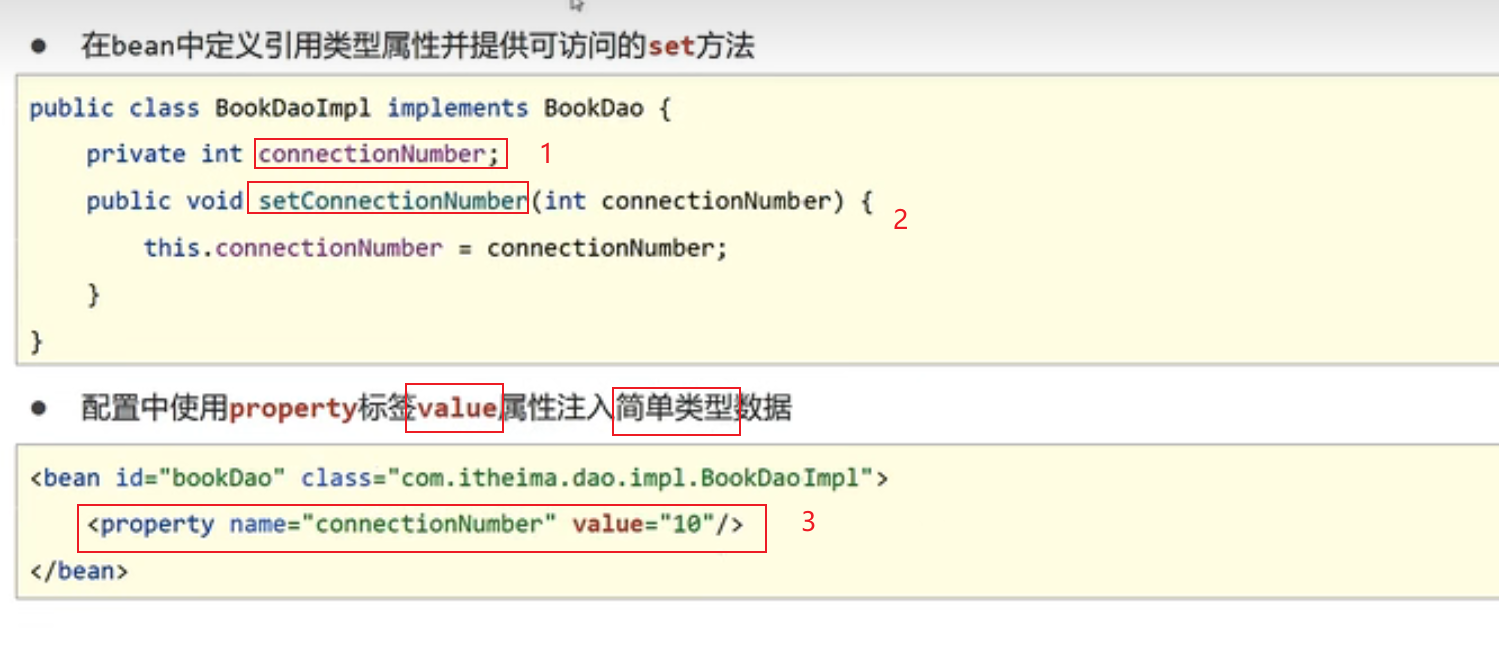 ● 在bean中定义引用类型属性并提供可访问的set方法
public class BookDaoImpl implements BookDao {
private int connectionNumber; 1
public void setConnectionNumber(int connectionNumber) { 2
this.connectionNumber = connectionNumber;
}
}
● 配置中使用property标签value属性注入简单类型数据
<bean id="bookDao" class="com.itheima.dao.impl.BookDaoImpl">
<property name="connectionNumber" value="10"/> 3
</bean>